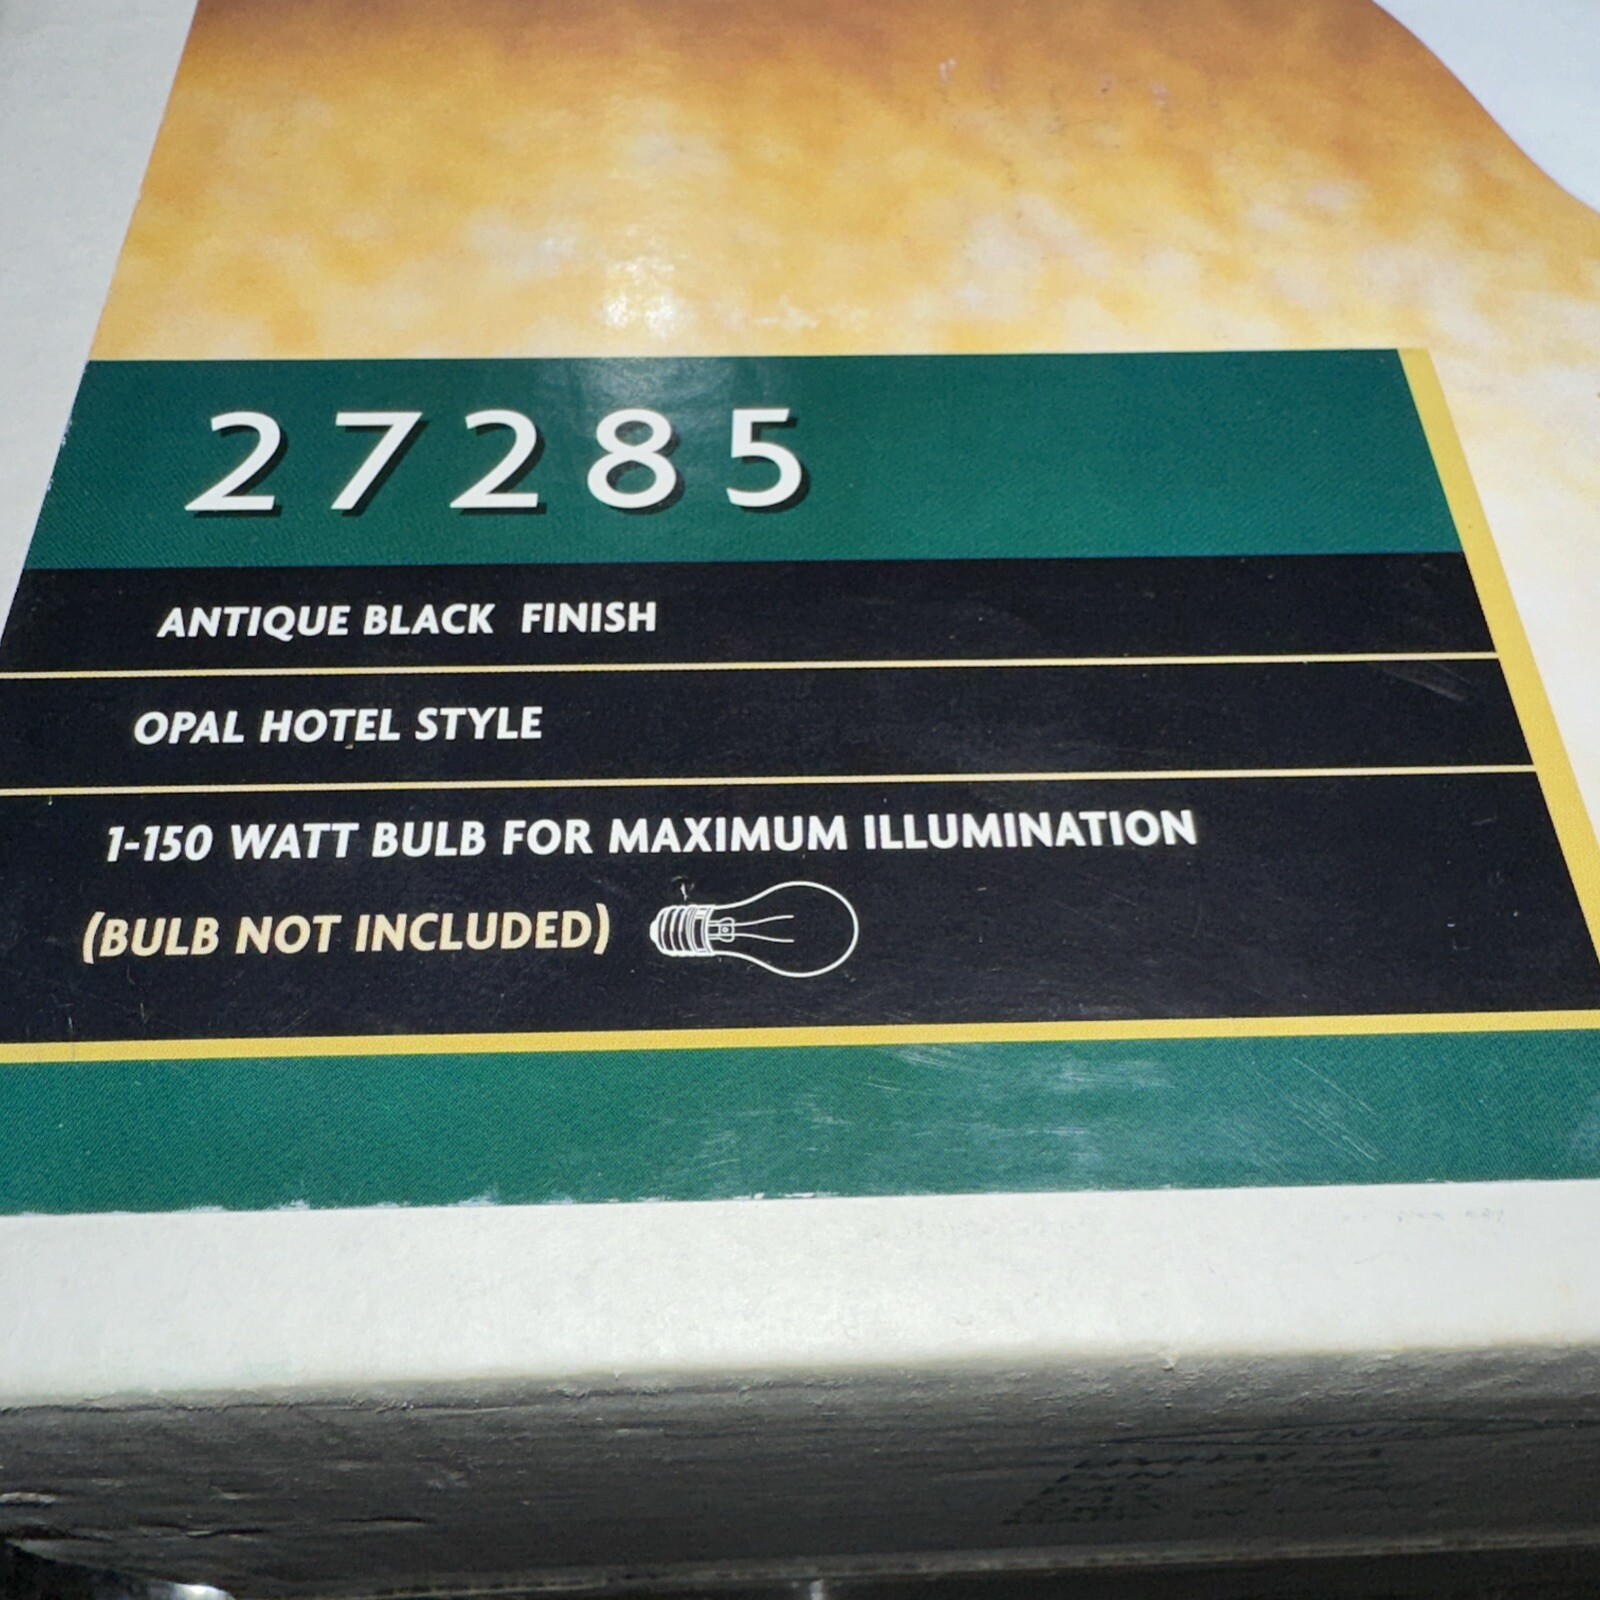 27285
ANTIQUE BLACK FINISH
OPAL HOTEL STYLE
1-150 WATT BULB FOR MAXIMUM ILLUMINATION
(BULB NOT INCLUDED)